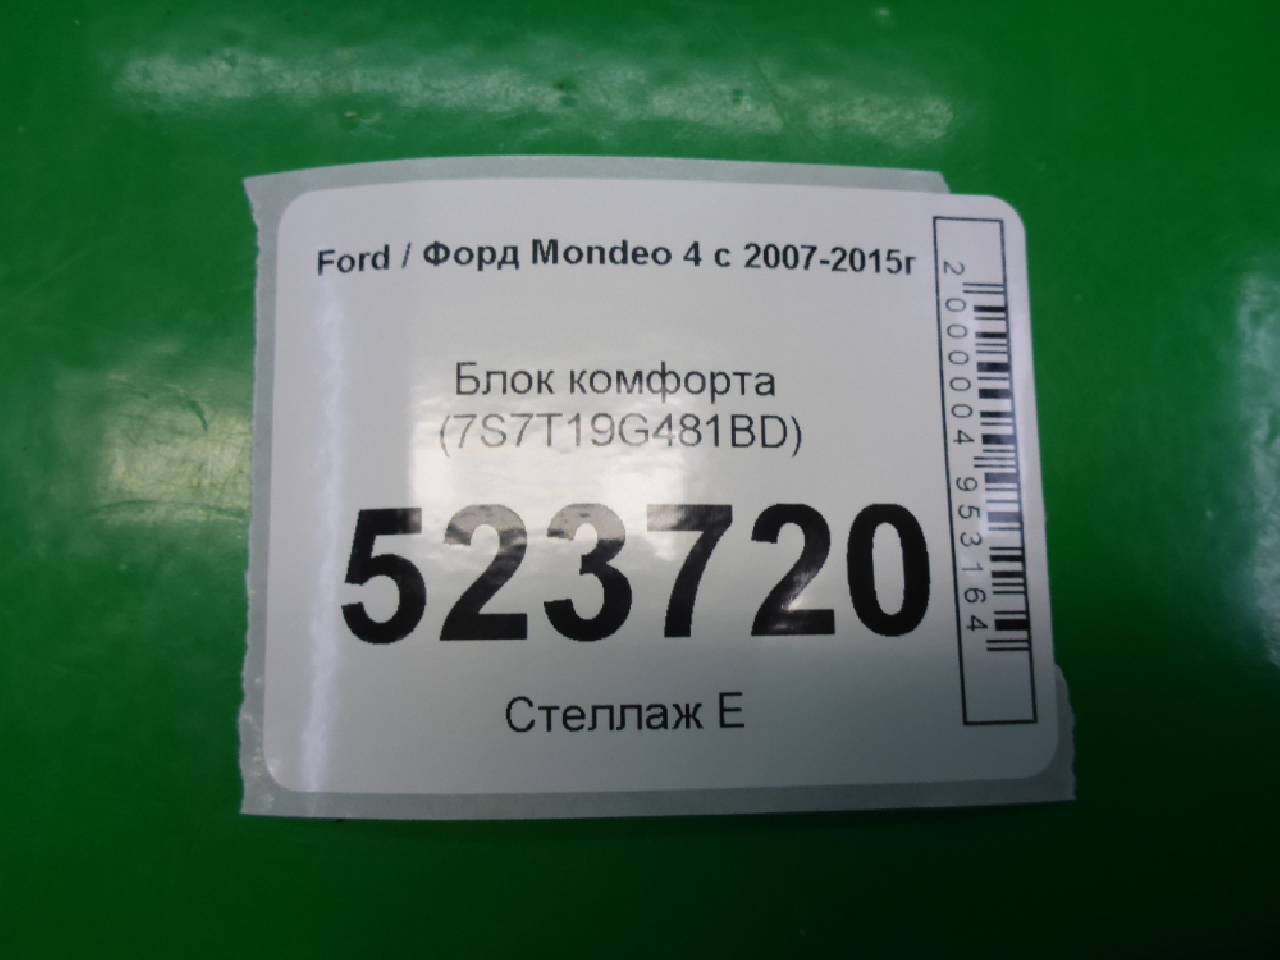 Ford / Форд Mondeo 4 с 2007-2015г
Блок комфорта
(7S7T19G481BD)
523720
Стеллаж Е
2000004953164